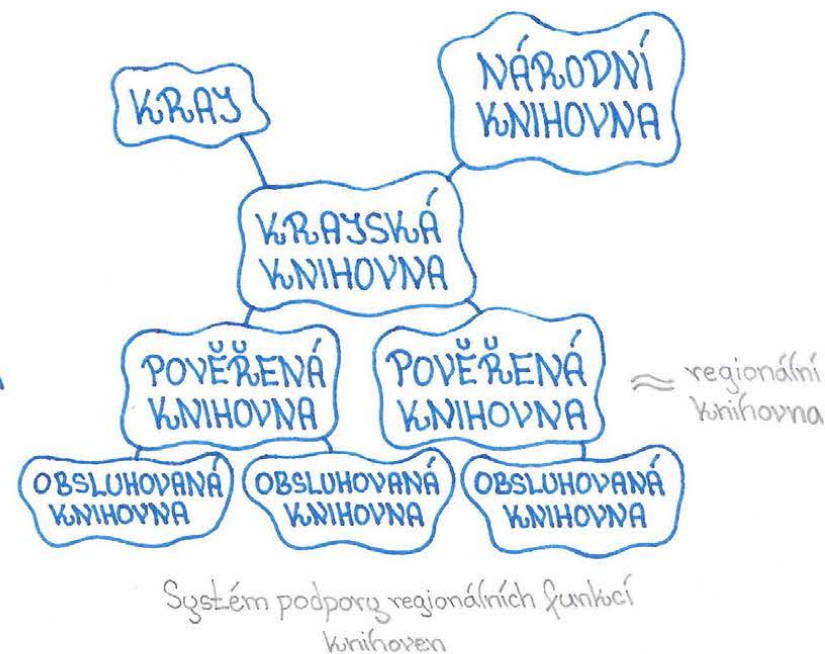 KRAJ
NÁRODNÍ
KNIHOVNA
KRAJSKÁ
KNIHOVNA
POVĚŘENÁ
KNIHOVNA
POVĚŘENÁ
KNIHOVNA
≈ regionální
knihovna
OBSLUHOVANÁ
KNIHOVNA
OBSLUHOVANÁ
KNIHOVNA
OBSLUHOVANÁ
KNIHOVNA
Systém podpory regionálních funkcí
knihoven